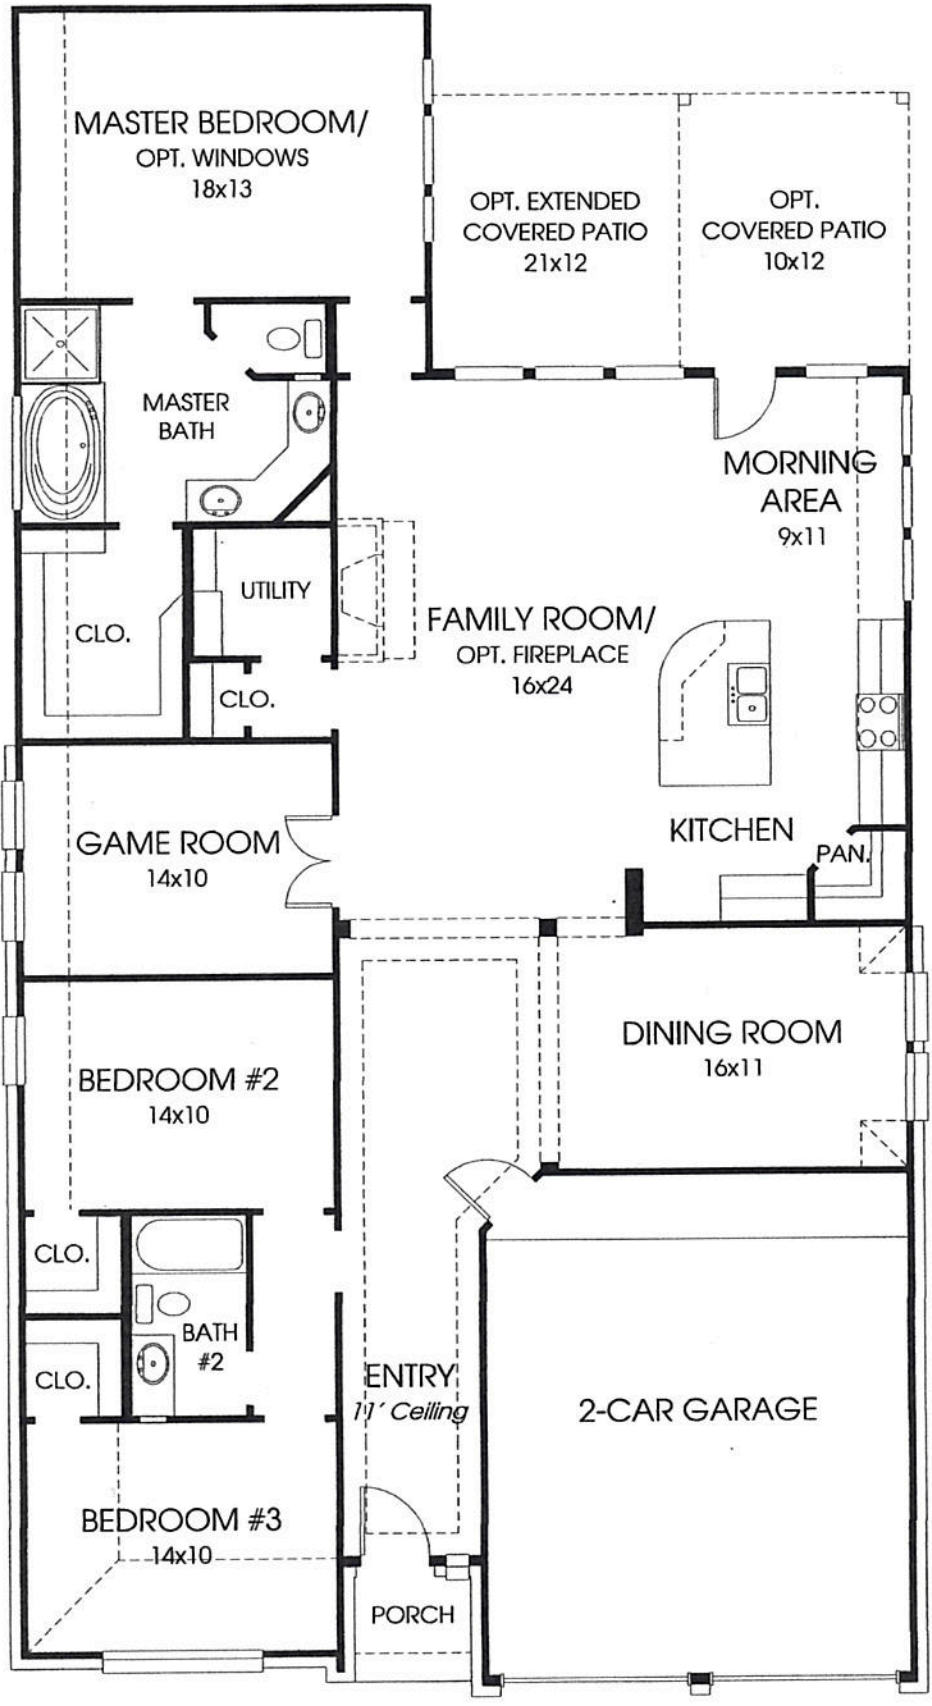 MASTER BEDROOM/
OPT. WINDOWS
18x13
OPT. EXTENDED
COVERED PATIO
21x12
OPT.
COVERED PATIO
10x12
MASTER
BATH
MORNING
AREA
9x11
UTILITY
CLO.
FAMILY ROOM/
OPT. FIREPLACE
16x24
CLO.
GAME ROOM
14x10
KITCHEN
PAN.
DINING ROOM
16x11
BEDROOM #2
14x10
CLO.
BATH
#2
CLO.
ENTRY
11' Ceiling
2-CAR GARAGE
BEDROOM #3
14x10
PORCH